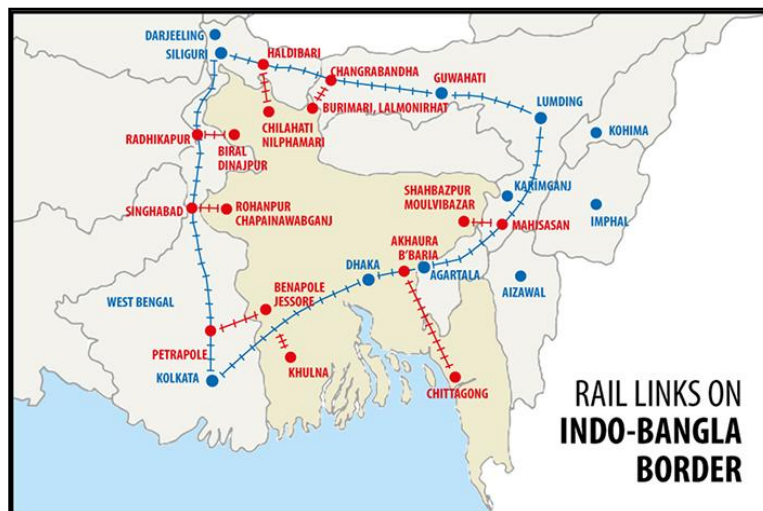 DARJEELING
SILIGURI
HALDIBARI
CHANGRABANDHA
GUWAHATI
BURIMARI, LALMONIRHAT
LUMDING
KOHIMA
CHILAHATI
NILPHAMARI
RADHIKAPUR
BIRAL
DINAJPUR
SHAHBAZPUR
MOULVIBAZAR
KARIMGANJ
IMPHAL
SINGHABAD
ROHANPUR
CHAPAINAWABGANJ
MAHISASAN
AKHAURA
B'BARIA
DHAKA
AGARTALA
AIZAWAL
BENAPOLE
JESSORE
WEST BENGAL
PETRAPOLE
KHULNA
KOLKATA
CHITTAGONG
RAIL LINKS ON
INDO-BANGLA
BORDER